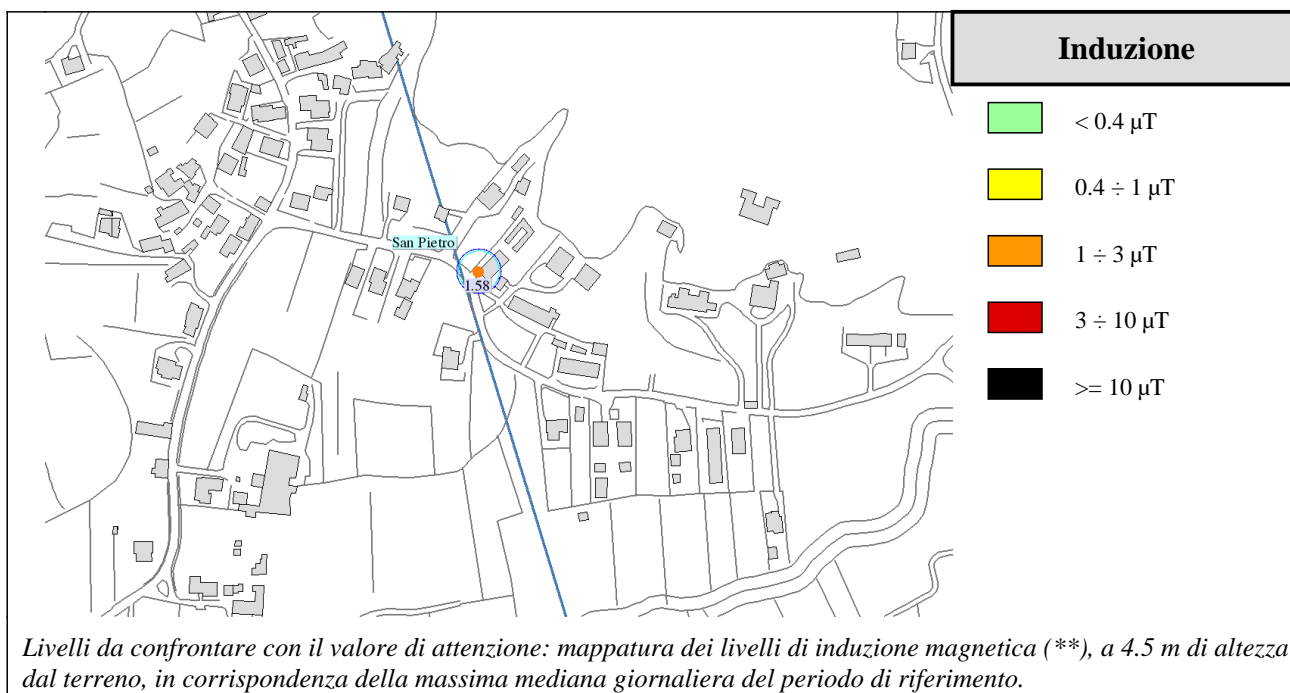 Induzione
< 0.4 µT
0.4 ÷ 1 µT
1 ÷ 3 µT
3 ÷ 10 µT
>= 10 µT
San Pietro
1.58
Livelli da confrontare con il valore di attenzione: mappatura dei livelli di induzione magnetica (**), a 4.5 m di altezza
dal terreno, in corrispondenza della massima mediana giornaliera del periodo di riferimento.